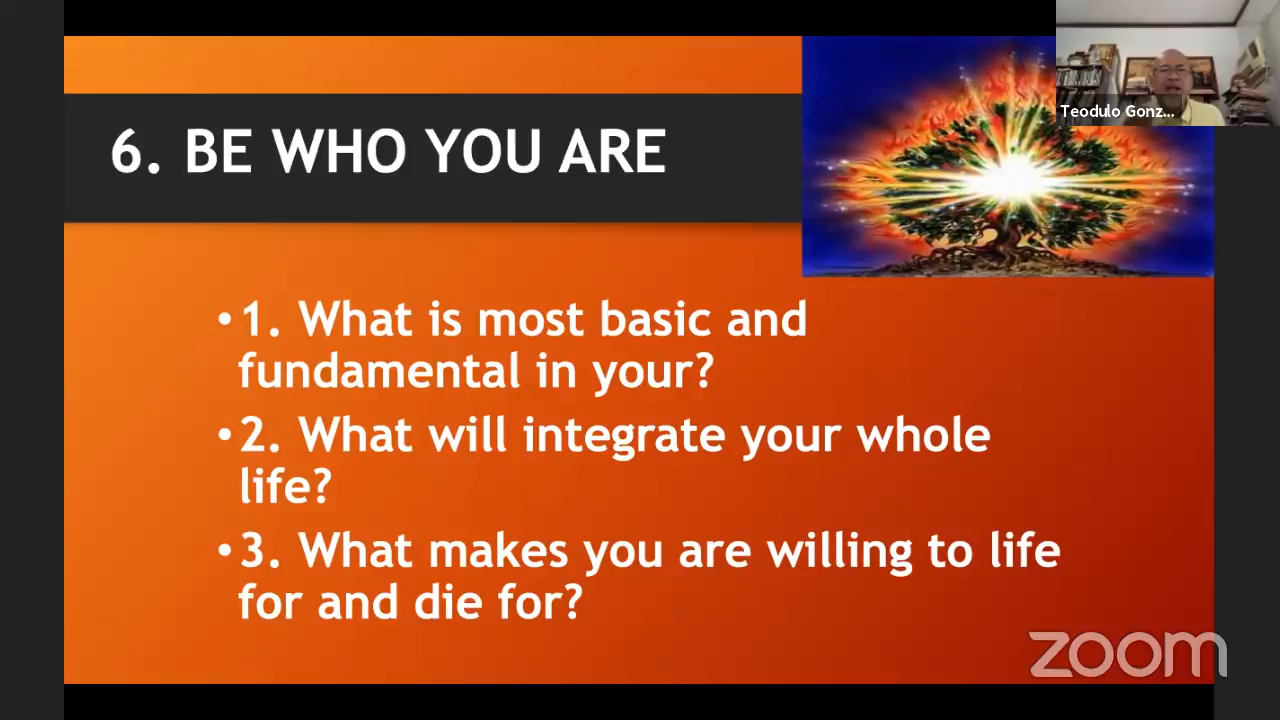 Teodulo Gonz...
6. BE WHO YOU ARE
•1. What is most basic and
fundamental in your?
•2. What will integrate your whole
life?
•3. What makes you are willing to life
for and die for?
zoom